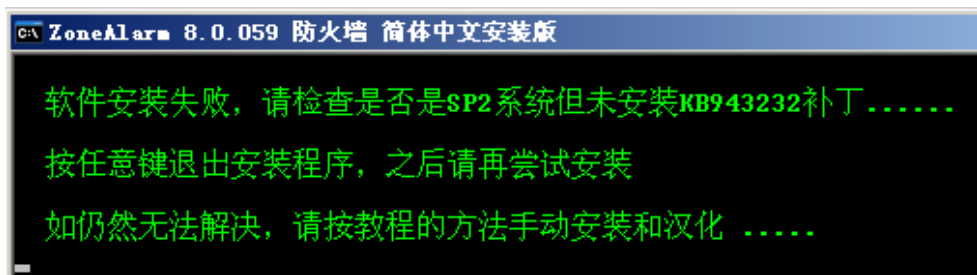 ZoneAlarm 8.0.059 防火墙 简体中文安装版
软件安装失败，请检查是否是SP2系统但未安装KB943232补丁......
按任意键退出安装程序，之后请再尝试安装
如仍然无法解决，请按教程的方法手动安装和汉化 .....